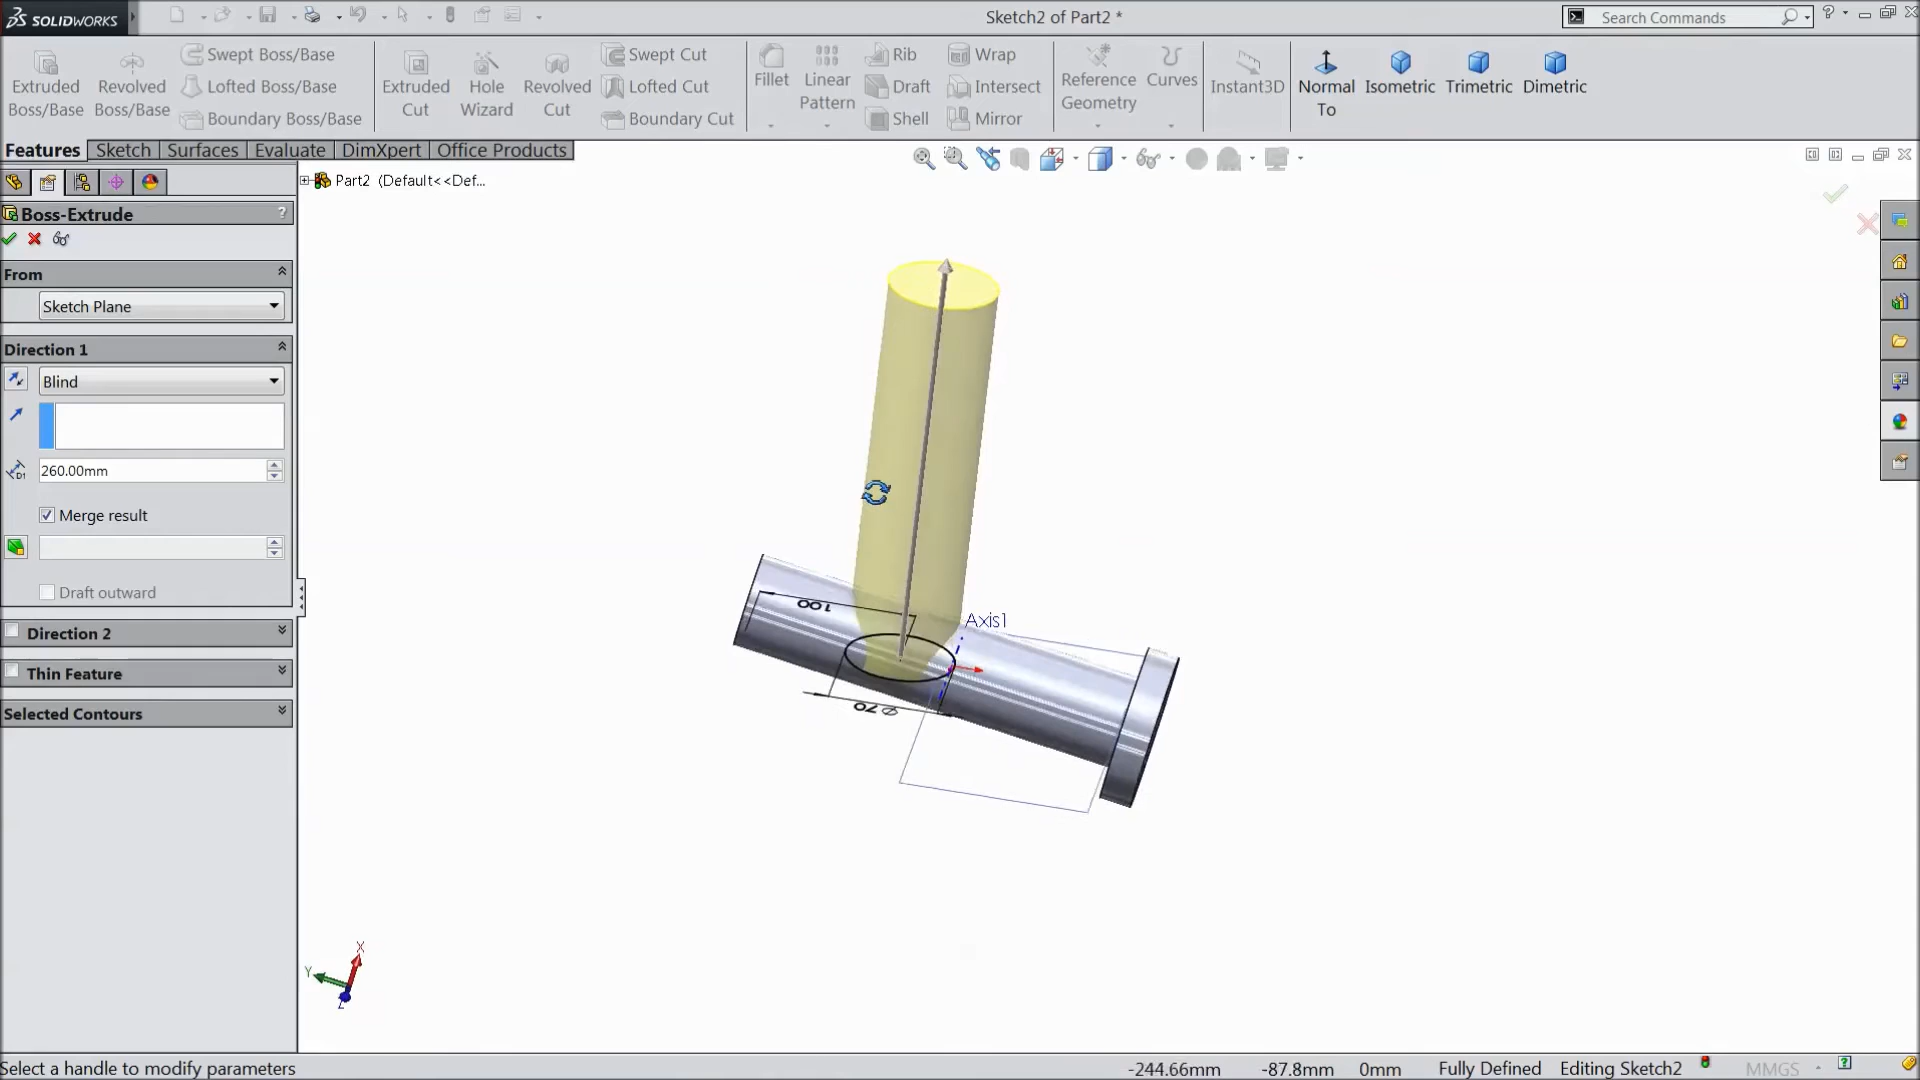 SOLIDWORKS
Sketch2 of Part2 *
Search Commands
Extruded Boss/Base
Revolved Boss/Base
Swept Boss/Base
Lofted Boss/Base
Boundary Boss/Base
Extruded Cut
Hole Wizard
Revolved Cut
Swept Cut
Lofted Cut
Boundary Cut
Fillet
Linear Pattern
Rib
Draft
Shell
Wrap
Intersect
Mirror
Reference Geometry
Curves
Instant3D
Normal To
Isometric
Trimetric
Dimetric
Features
Sketch
Surfaces
Evaluate
DimXpert
Office Products
Part2 (Default<<Def...
Boss-Extrude
?
From
Sketch Plane
Direction 1
Blind
D1
260.00mm
Merge result
Draft outward
Direction 2
Thin Feature
Selected Contours
100
Axis1
Ø70
X
Y
Z
Select a handle to modify parameters
-244.66mm
-87.8mm
0mm
Fully Defined
Editing Sketch2
MMGS